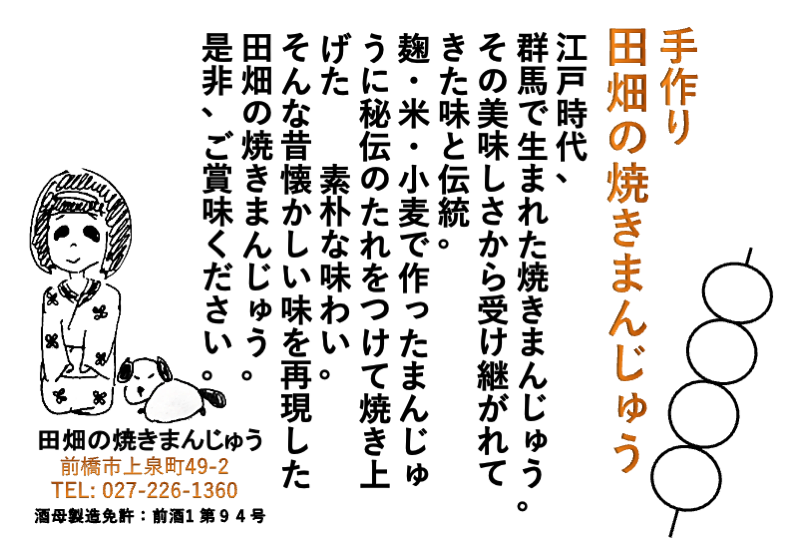 手作り
田畑の焼きまんじゅう
江戸時代、
群馬で生まれた焼きまんじゅう。
その美味しさから受け継がれて
きた味と伝統。
麹・米・小麦で作ったまんじゅ
うに秘伝のたれをつけて焼き上
げた　　素朴な味わい。
そんな昔懐かしい味を再現した
田畑の焼きまんじゅう。
是非、ご賞味ください。
田畑の焼きまんじゅう
前橋市上泉町49-2
TEL: 027-226-1360
酒母製造免許：前酒1第９４号